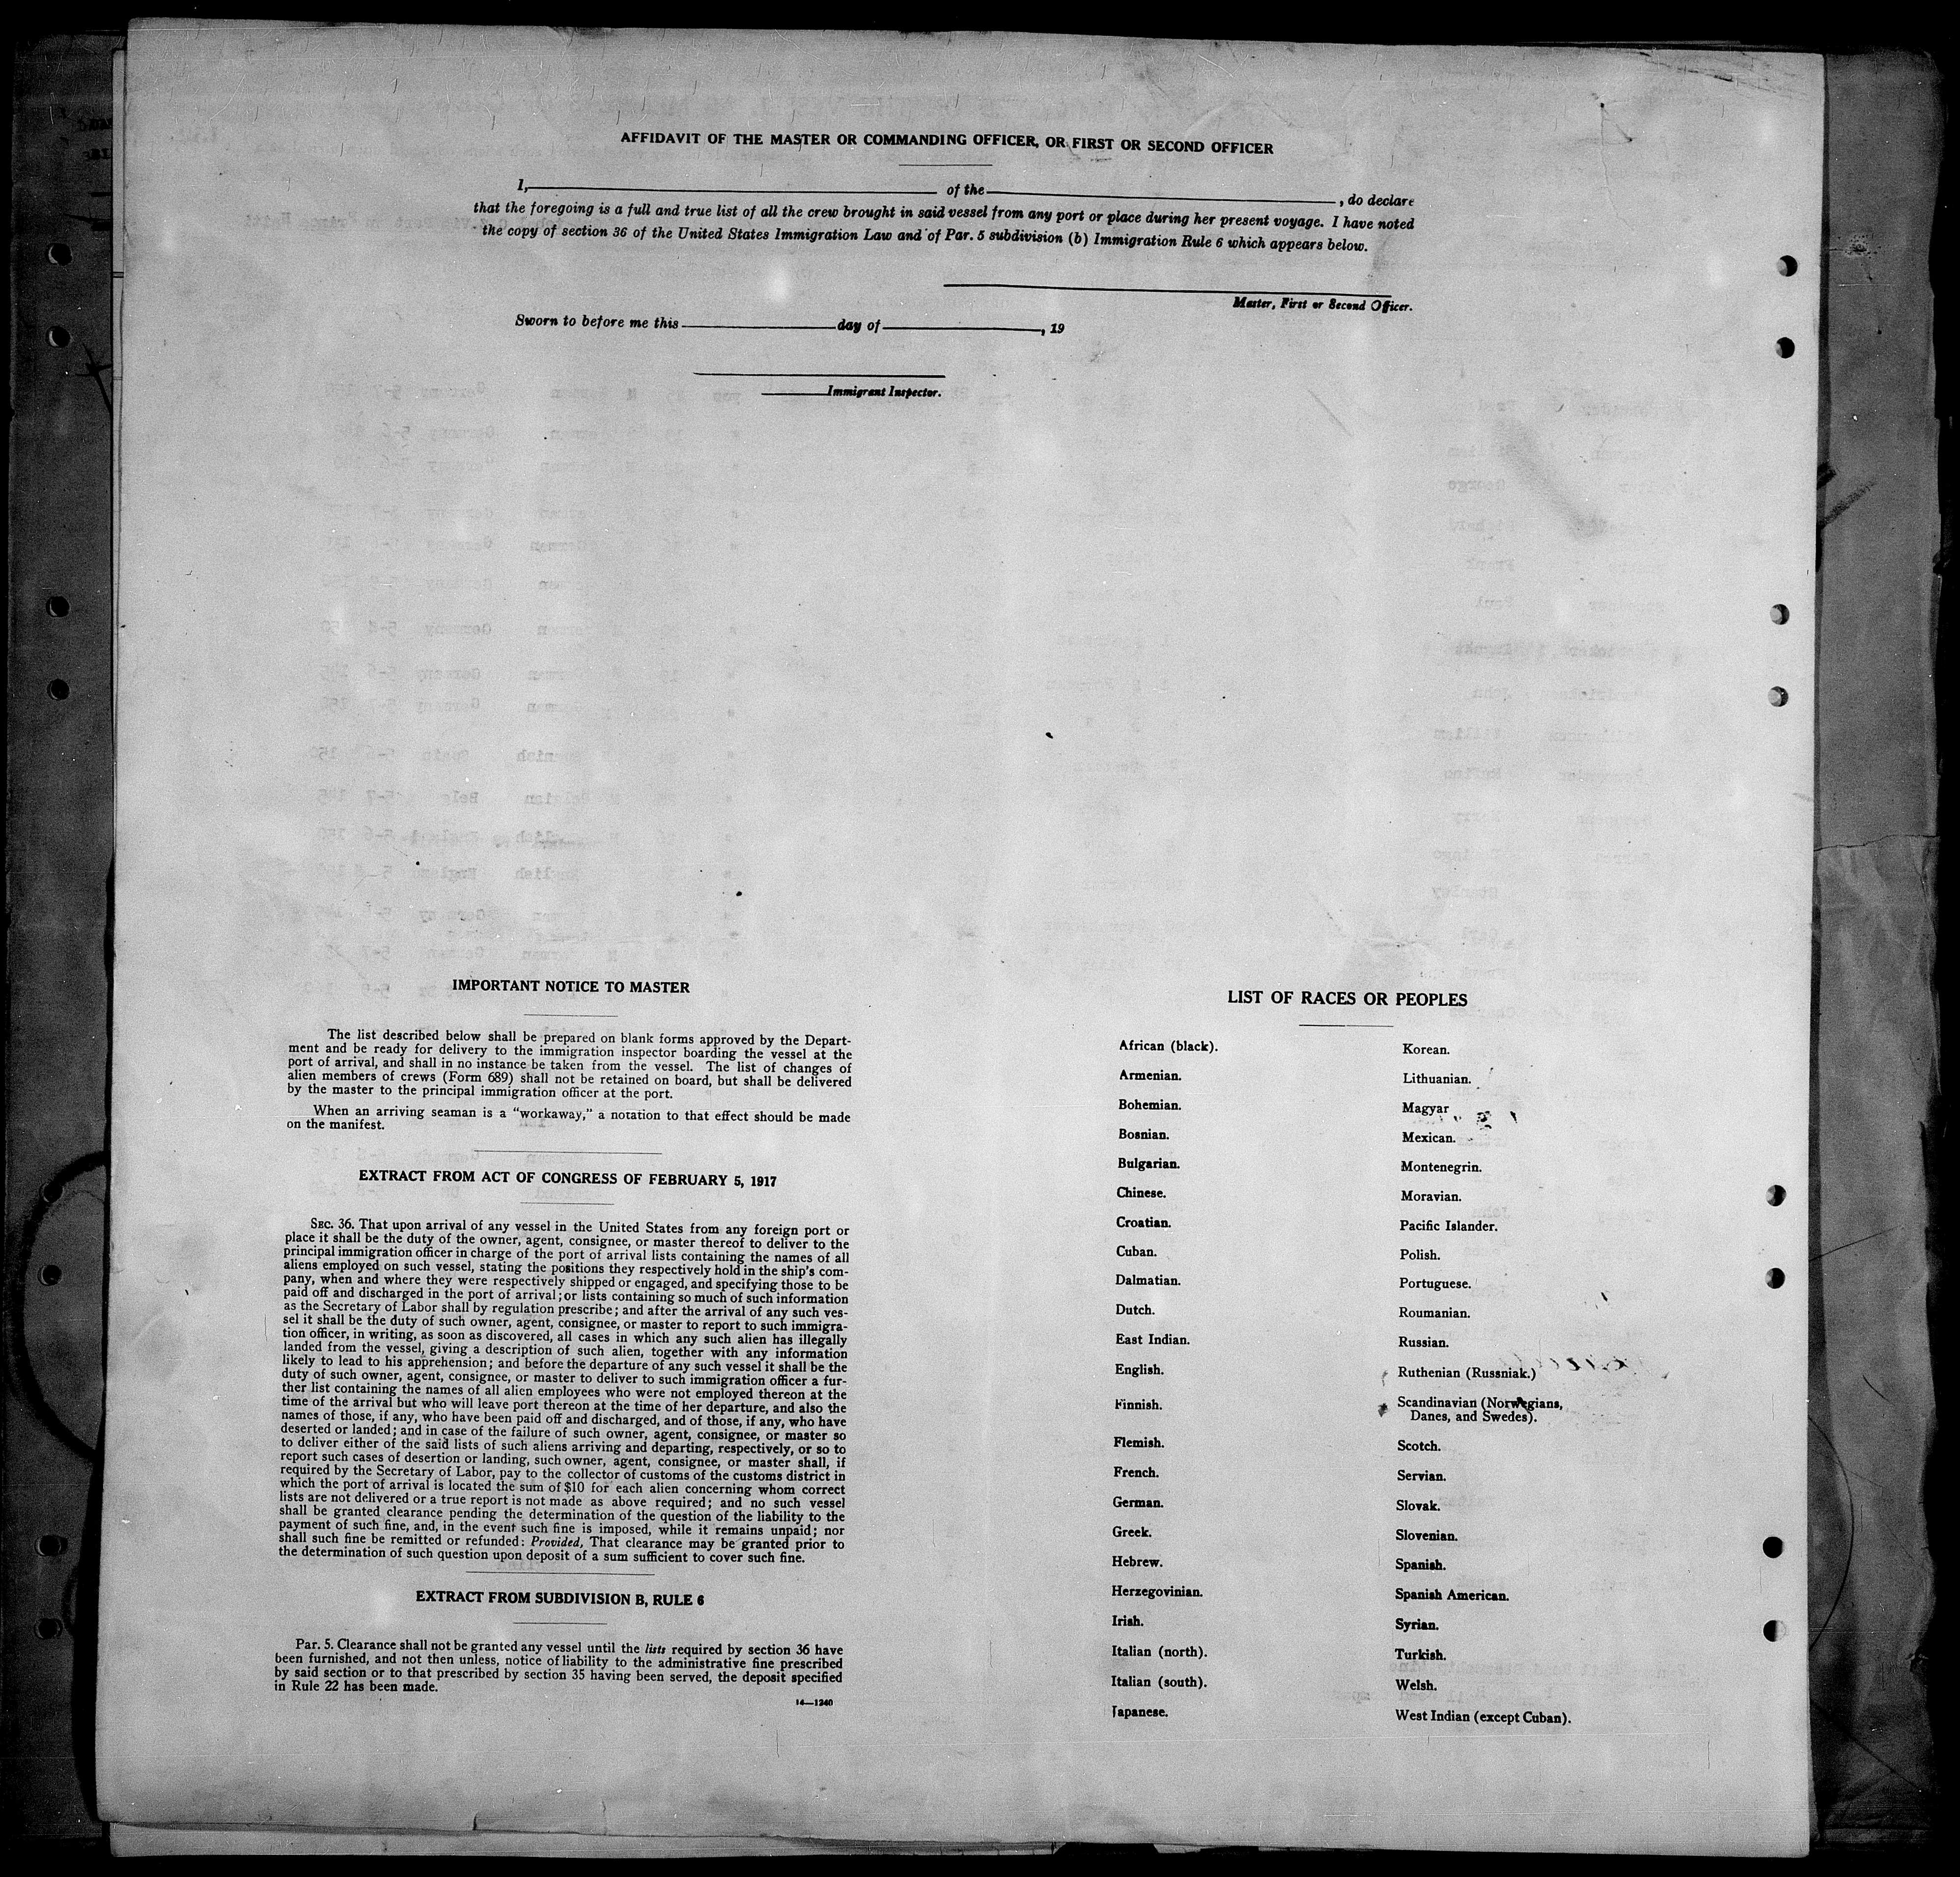 AFFIDAVIT OF THE MASTER OR COMMANDING OFFICER, OR FIRST OR SECOND OFFICER
I, of the , do declare
that the foregoing is a full and true list of all the crew brought in said vessel from any port or place during her present voyage. I have noted
the copy of section 36 of the United States Immigration Law and of Par. 5 subdivision (b) Immigration Rule 6 which appears below.
Master, First or Second Officer.
Sworn to before me this day of , 19
Immigrant Inspector.
IMPORTANT NOTICE TO MASTER
The list described below shall be prepared on blank forms approved by the Depart-
ment and be ready for delivery to the immigration inspector boarding the vessel at the
port of arrival, and shall in no instance be taken from the vessel. The list of changes of
alien members of crews (Form 689) shall not be retained on board, but shall be delivered
by the master to the principal immigration officer at the port.
When an arriving seaman is a "workaway," a notation to that effect should be made
on the manifest.
EXTRACT FROM ACT OF CONGRESS OF FEBRUARY 5, 1917
SEC. 36. That upon arrival of any vessel in the United States from any foreign port or
place it shall be the duty of the owner, agent, consignee, or master thereof to deliver to the
principal immigration officer in charge of the port of arrival lists containing the names of all
aliens employed on such vessel, stating the positions they respectively hold in the ship's com-
pany, when and where they were respectively shipped or engaged, and specifying those to be
paid off and discharged in the port of arrival; or lists containing so much of such information
as the Secretary of Labor shall by regulation prescribe; and after the arrival of any such ves-
sel it shall be the duty of such owner, agent, consignee, or master to report to such immigra-
tion officer, in writing, as soon as discovered, all cases in which any such alien has illegally
landed from the vessel, giving a description of such alien, together with any information
likely to lead to his apprehension; and before the departure of any such vessel it shall be the
duty of such owner, agent, consignee, or master to deliver to such immigration officer a fur-
ther list containing the names of all alien employees who were not employed thereon at the
time of the arrival but who will leave port thereon at the time of her departure, and also the
names of those, if any, who have been paid off and discharged, and of those, if any, who have
deserted or landed; and in case of the failure of such owner, agent, consignee, or master so
to deliver either of the said lists of such aliens arriving and departing, respectively, or so to
report such cases of desertion or landing, such owner, agent, consignee, or master shall, if
required by the Secretary of Labor, pay to the collector of customs of the customs district in
which the port of arrival is located the sum of $10 for each alien concerning whom correct
lists are not delivered or a true report is not made as above required; and no such vessel
shall be granted clearance pending the determination of the question of the liability to the
payment of such fine, and, in the event such fine is imposed, while it remains unpaid; nor
shall such fine be remitted or refunded: Provided, That clearance may be granted prior to
the determination of such question upon deposit of a sum sufficient to cover such fine.
EXTRACT FROM SUBDIVISION B, RULE 6
Par. 5. Clearance shall not be granted any vessel until the lists required by section 36 have
been furnished, and not then unless, notice of liability to the administrative fine prescribed
by said section or to that prescribed by section 35 having been served, the deposit specified
in Rule 22 has been made.
14—1240
LIST OF RACES OR PEOPLES
African (black).
Armenian.
Bohemian.
Bosnian.
Bulgarian.
Chinese.
Croatian.
Cuban.
Dalmatian.
Dutch.
East Indian.
English.
Finnish.
Flemish.
French.
German.
Greek.
Hebrew.
Herzegovinian.
Irish.
Italian (north).
Italian (south).
Japanese.
Korean.
Lithuanian.
Magyar
Mexican.
Montenegrin.
Moravian.
Pacific Islander.
Polish.
Portuguese.
Roumanian.
Russian.
Ruthenian (Russniak.)
Scandinavian (Norwegians,
Danes, and Swedes).
Scotch.
Servian.
Slovak.
Slovenian.
Spanish.
Spanish American.
Syrian.
Turkish.
Welsh.
West Indian (except Cuban).